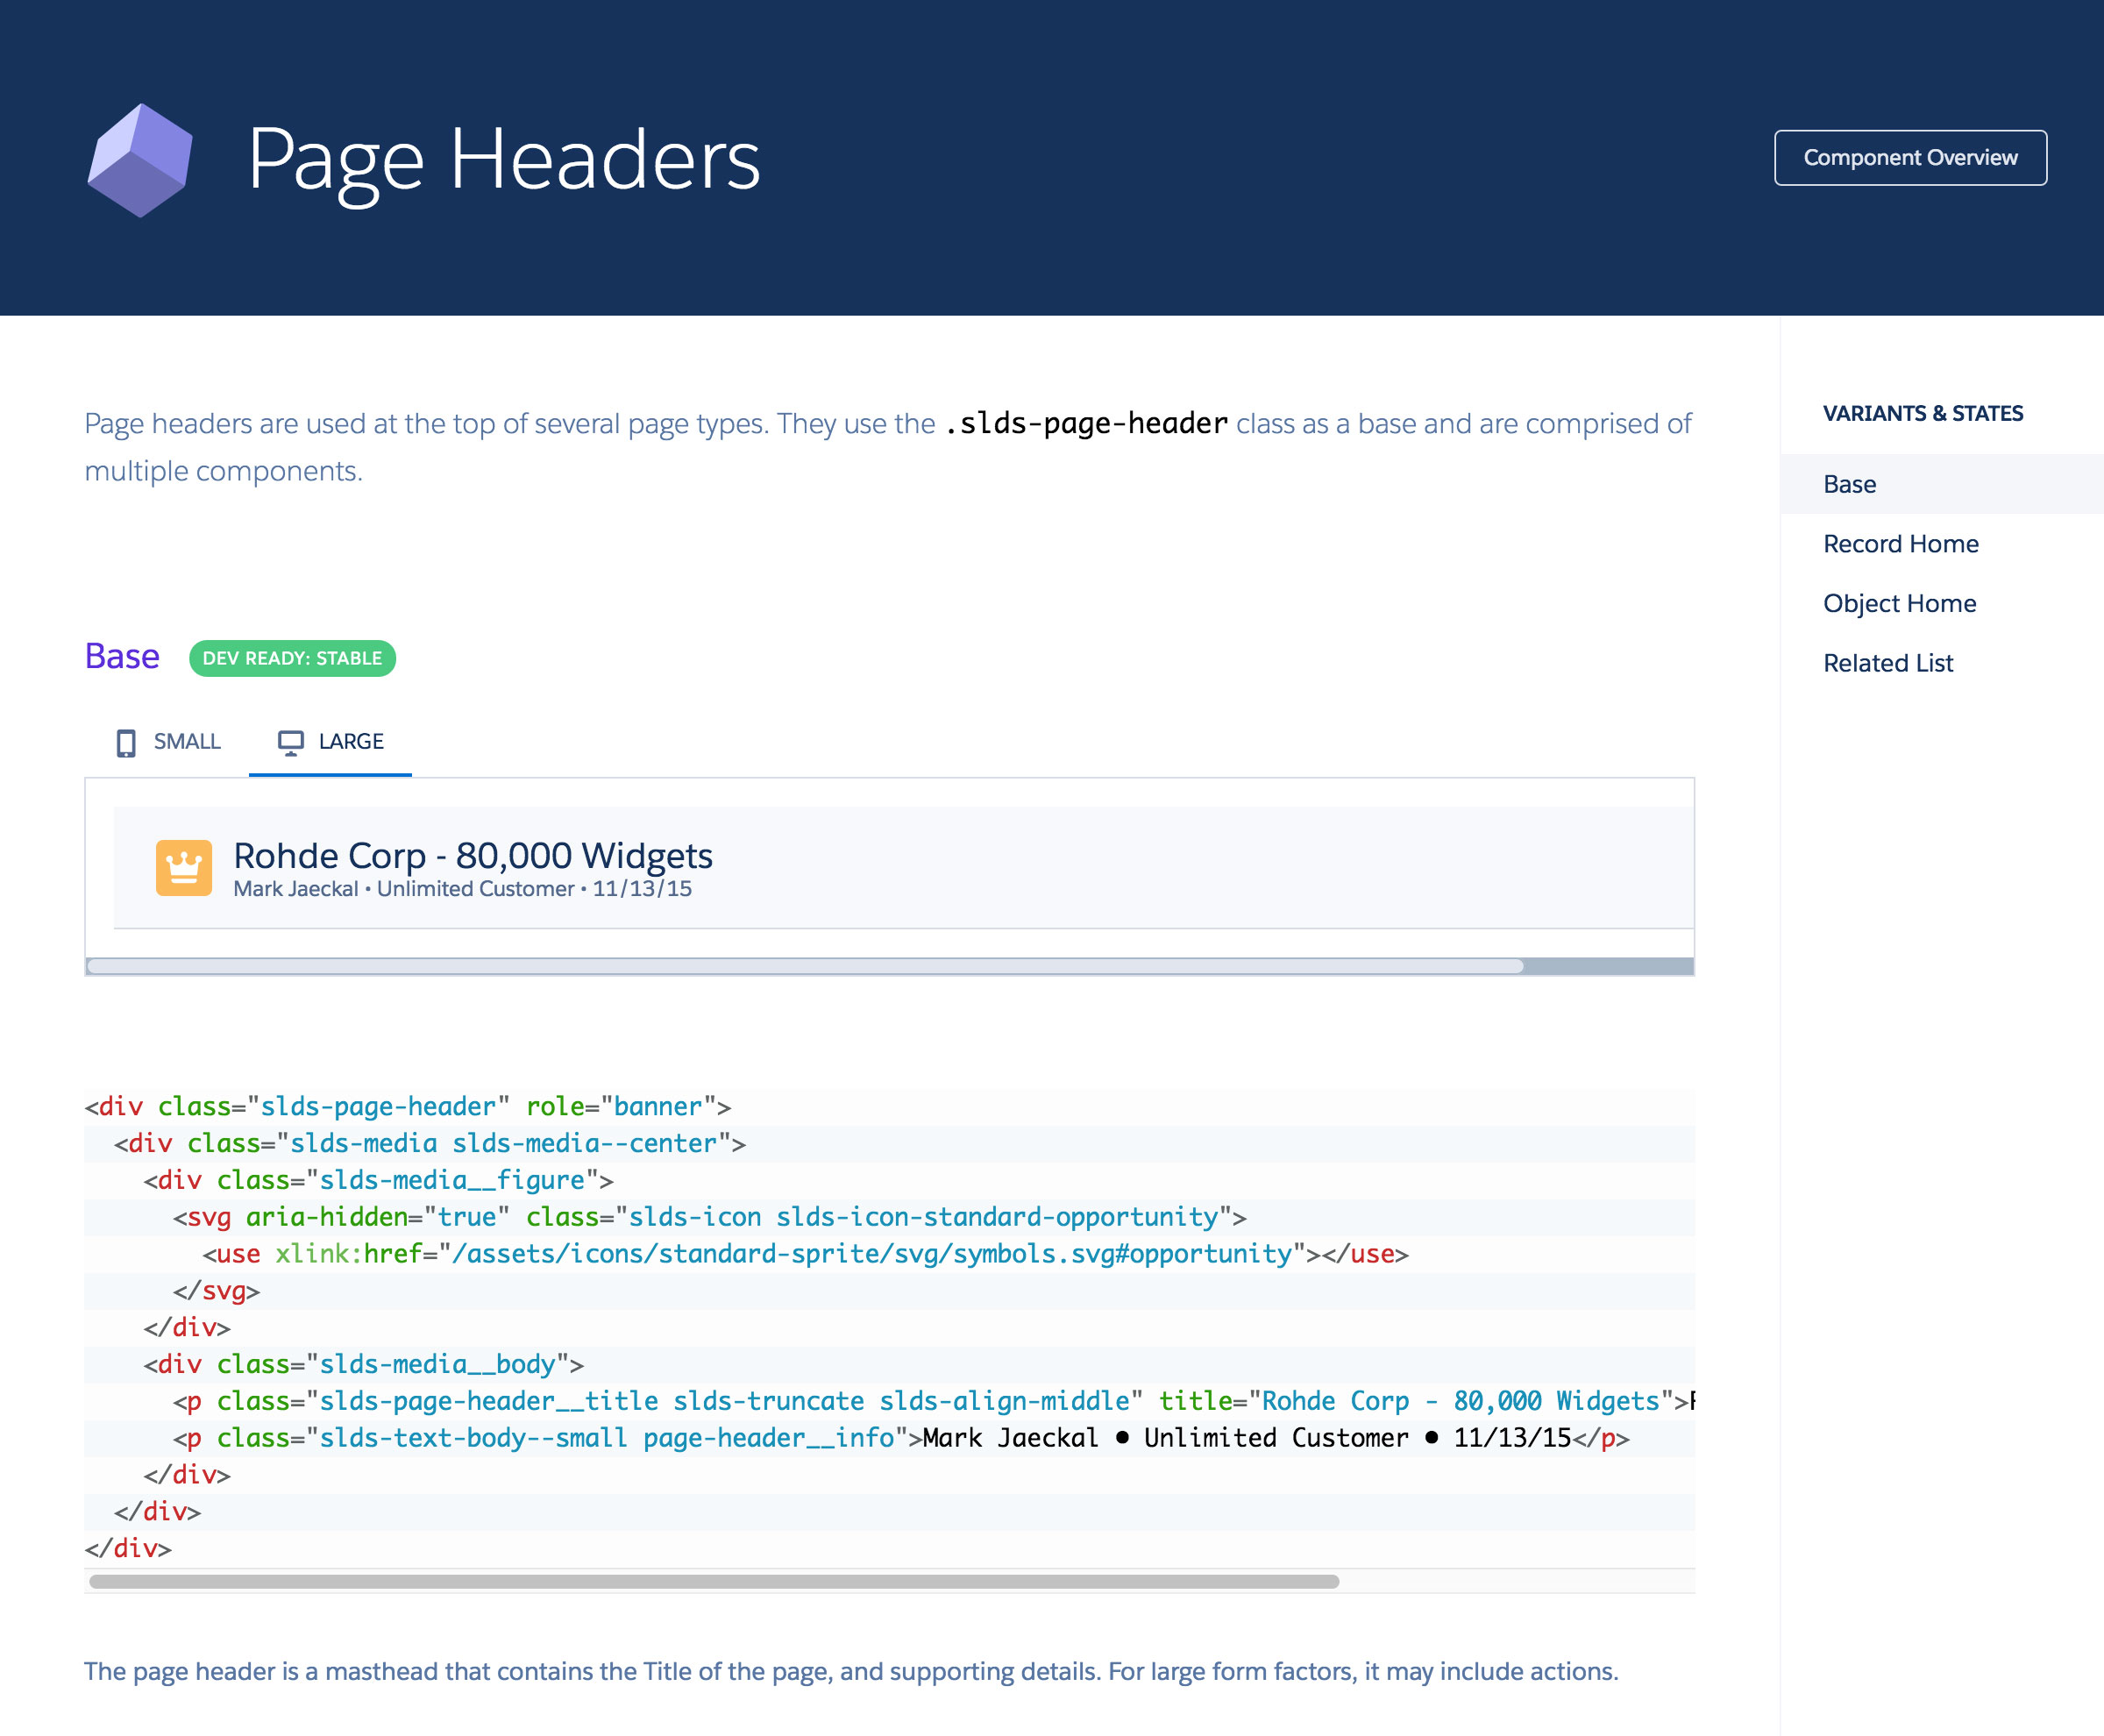 Page Headers
Component Overview
Page headers are used at the top of several page types. They use the .slds-page-header class as a base and are comprised of
multiple components.
VARIANTS & STATES
Base
Record Home
Object Home
Related List
Base DEV READY: STABLE
SMALL LARGE
Rohde Corp - 80,000 Widgets
Mark Jaeckal • Unlimited Customer • 11/13/15
<div class="slds-page-header" role="banner">
<div class="slds-media slds-media--center">
<div class="slds-media__figure">
<svg aria-hidden="true" class="slds-icon slds-icon-standard-opportunity">
<use xlink:href="/assets/icons/standard-sprite/svg/symbols.svg#opportunity"></use>
</svg>
</div>
<div class="slds-media__body">
<p class="slds-page-header__title slds-truncate slds-align-middle" title="Rohde Corp - 80,000 Widgets">
<p class="slds-text-body--small page-header__info">Mark Jaeckal • Unlimited Customer • 11/13/15</p>
</div>
</div>
</div>
The page header is a masthead that contains the Title of the page, and supporting details. For large form factors, it may include actions.